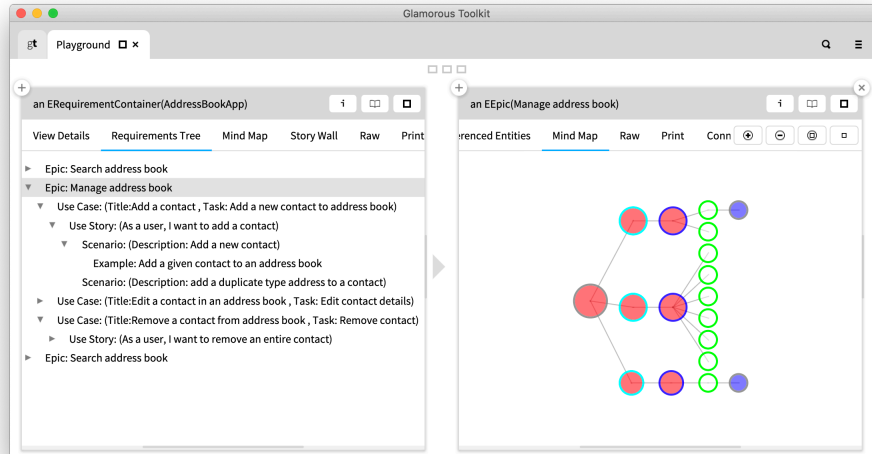 Glamorous Toolkit
gt Playground
an ERequirementContainer(AddressBookApp) i
View Details Requirements Tree Mind Map Story Wall Raw Print
Epic: Search address book
Epic: Manage address book
Use Case: (Title:Add a contact , Task: Add a new contact to address book)
Use Story: (As a user, I want to add a contact)
Scenario: (Description: Add a new contact)
Example: Add a given contact to an address book
Scenario: (Description: add a duplicate type address to a contact)
Use Case: (Title:Edit a contact in an address book , Task: Edit contact details)
Use Case: (Title:Remove a contact from address book , Task: Remove contact)
Use Story: (As a user, I want to remove an entire contact)
Epic: Search address book
an EEpic(Manage address book) i
erenced Entities Mind Map Raw Print Conn